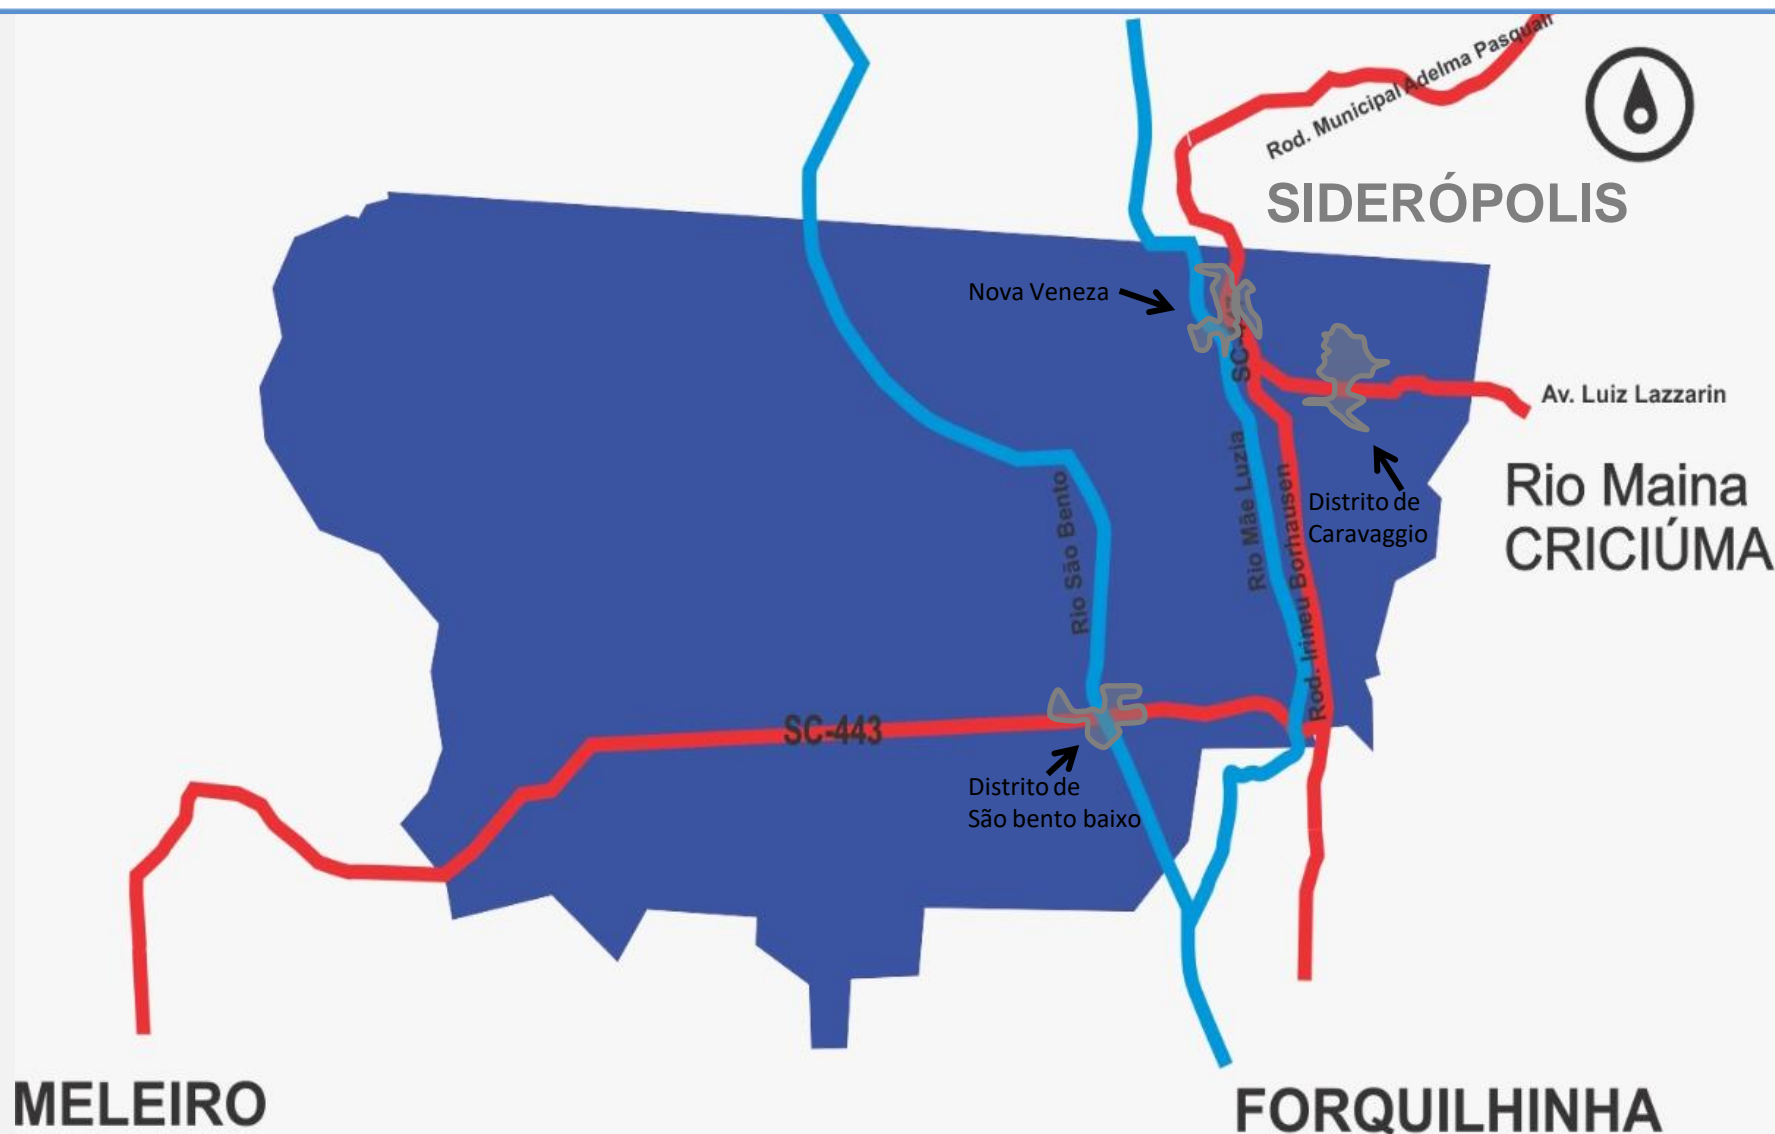 Rod. Municipal Adelma Pasquali
SIDERÓPOLIS
Nova Veneza
SC-
Av. Luiz Lazzarin
Rio Maina
CRICIÚMA
Distrito de
Caravaggio
Rio São Bento
Rio Mãe Luzia
Rod. Irineu Borhausen
SC-443
Distrito de
São bento baixo
MELEIRO
FORQUILHINHA